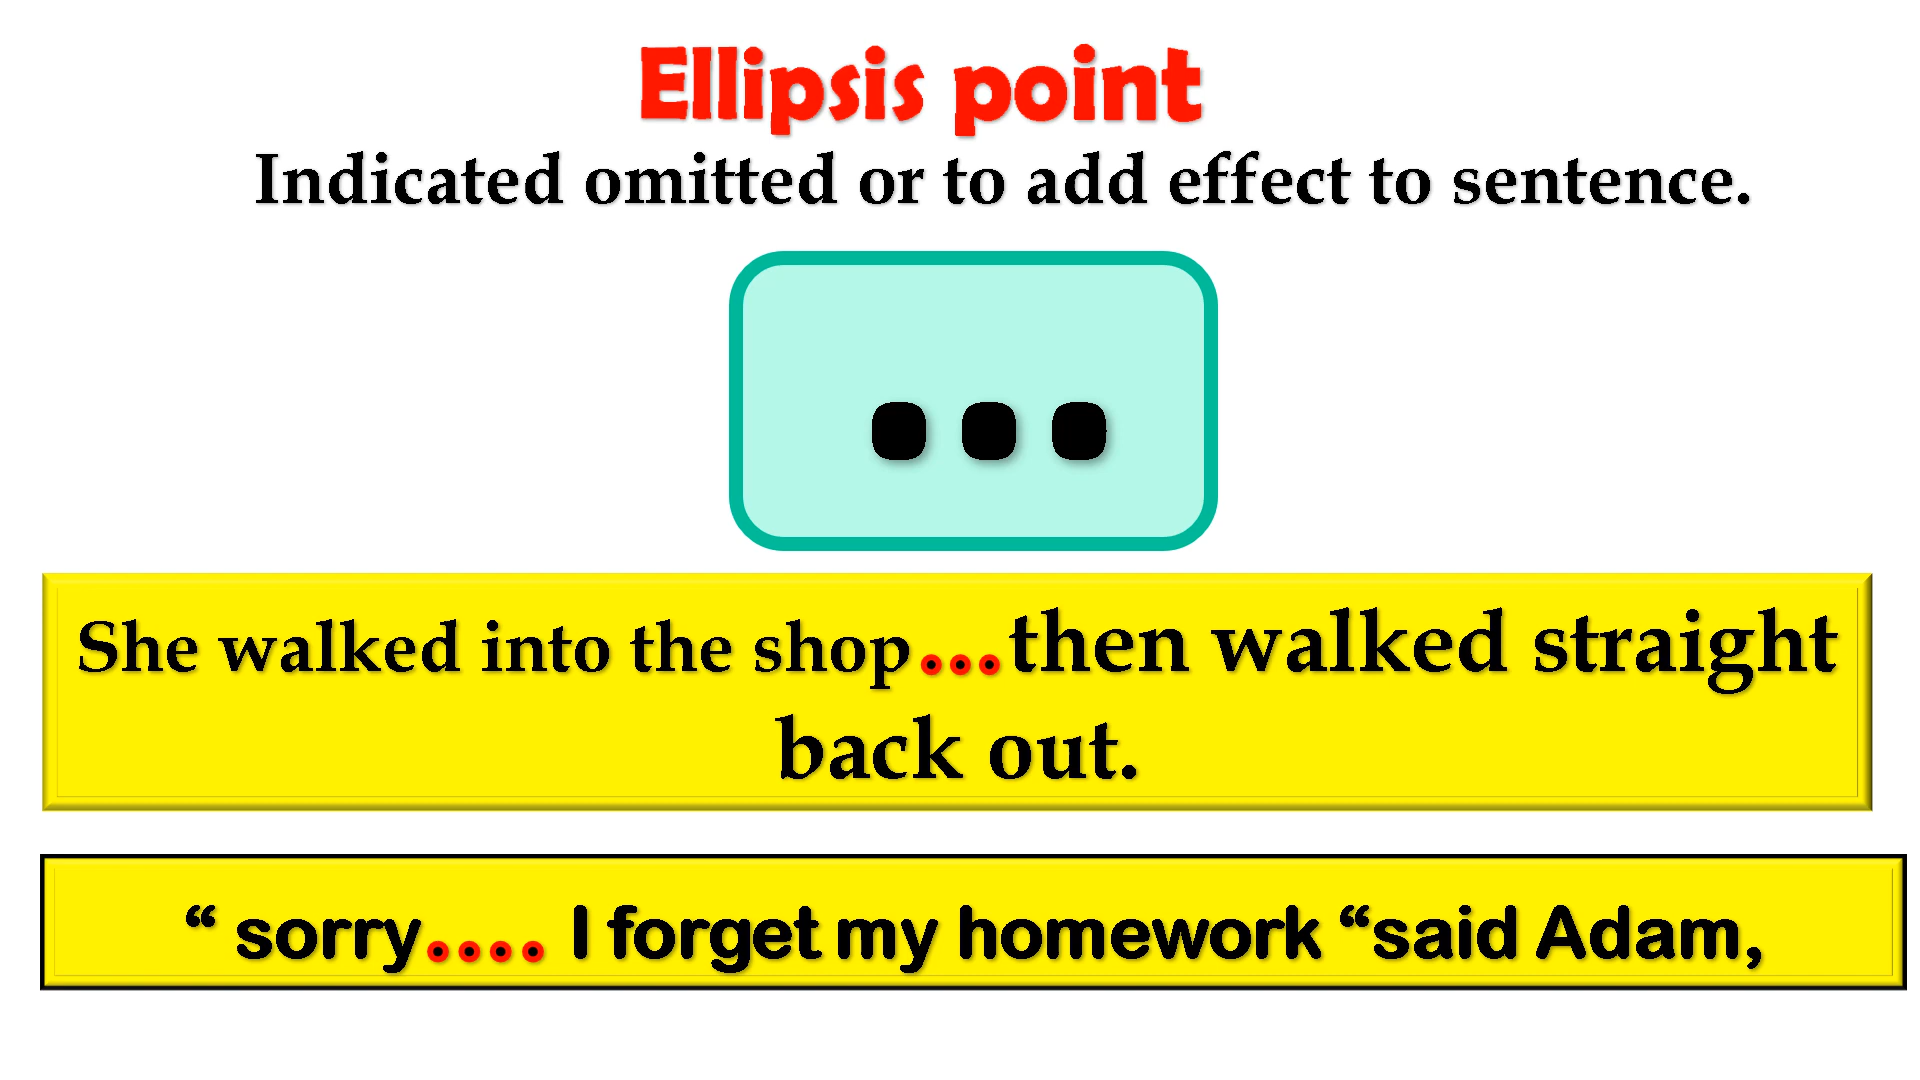 Ellipsis point
Indicated omitted or to add effect to sentence.
...
She walked into the shop...then walked straight
back out.
“ sorry.... I forget my homework “said Adam,